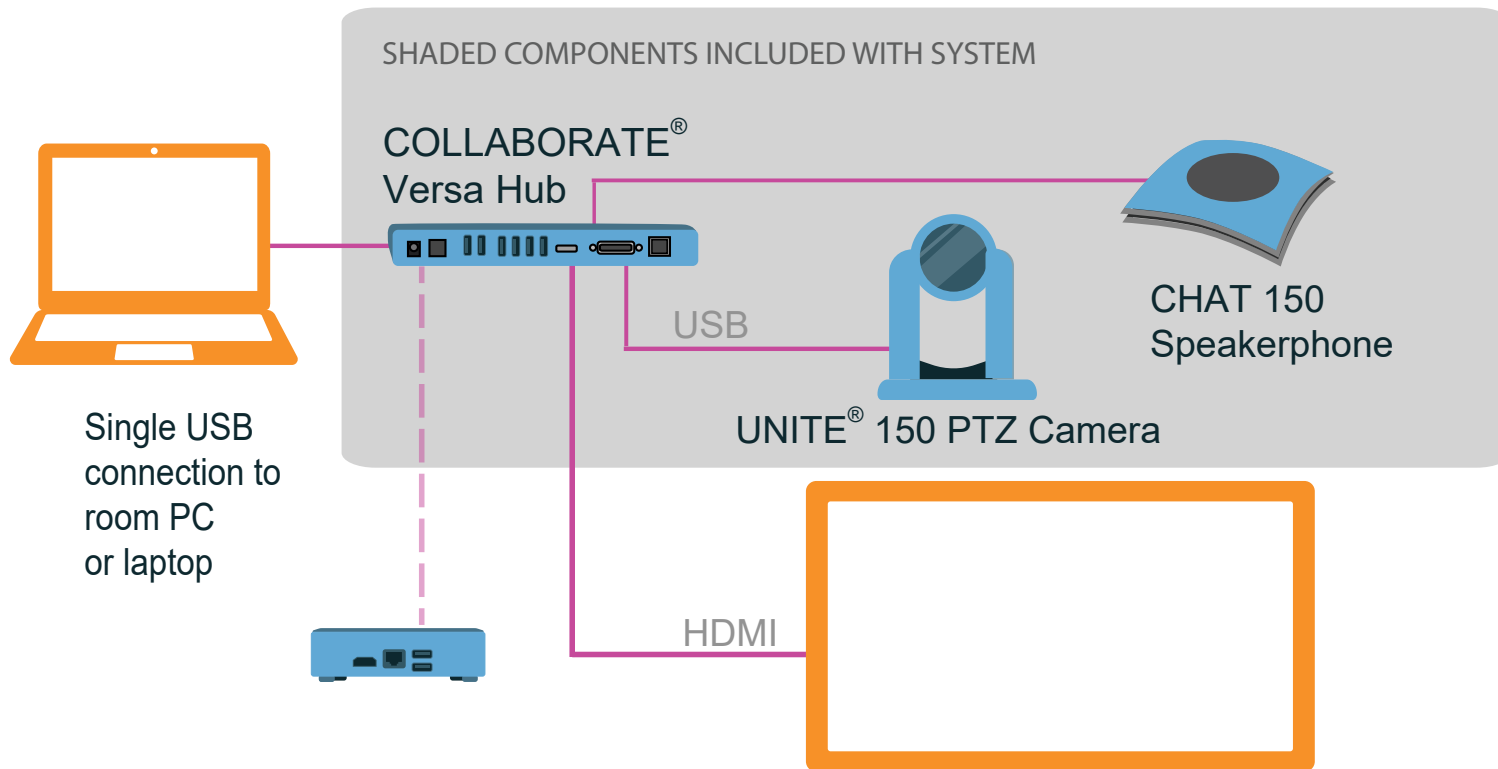 SHADED COMPONENTS INCLUDED WITH SYSTEM
COLLABORATE®
Versa Hub
USB
CHAT 150
Speakerphone
UNITE® 150 PTZ Camera
Single USB
connection to
room PC
or laptop
HDMI